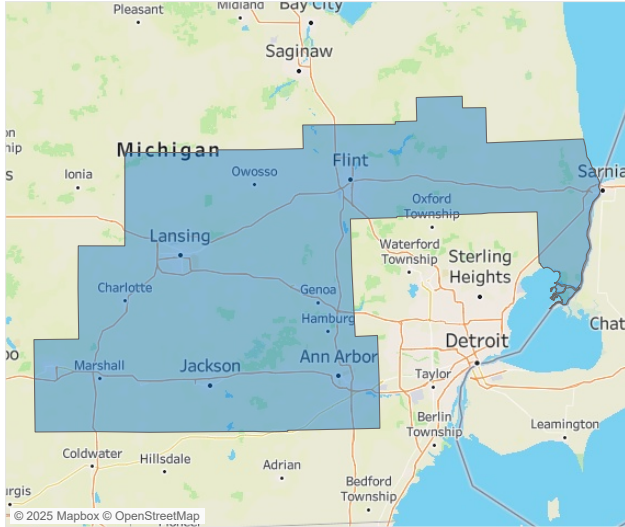 Pleasant
Midland
Bay City
Saginaw
Michigan
Ionia
Owosso
Flint
Sarnia
Oxford
Township
Lansing
Waterford
Township
Sterling
Heights
Charlotte
Genoa
Hamburg
Chat
Detroit
Marshall
Jackson
Ann Arbor
Taylor
Berlin
Township
Leamington
Coldwater
Hillsdale
Adrian
Bedford
Township
urgis
© 2025 Mapbox © OpenStreetMap